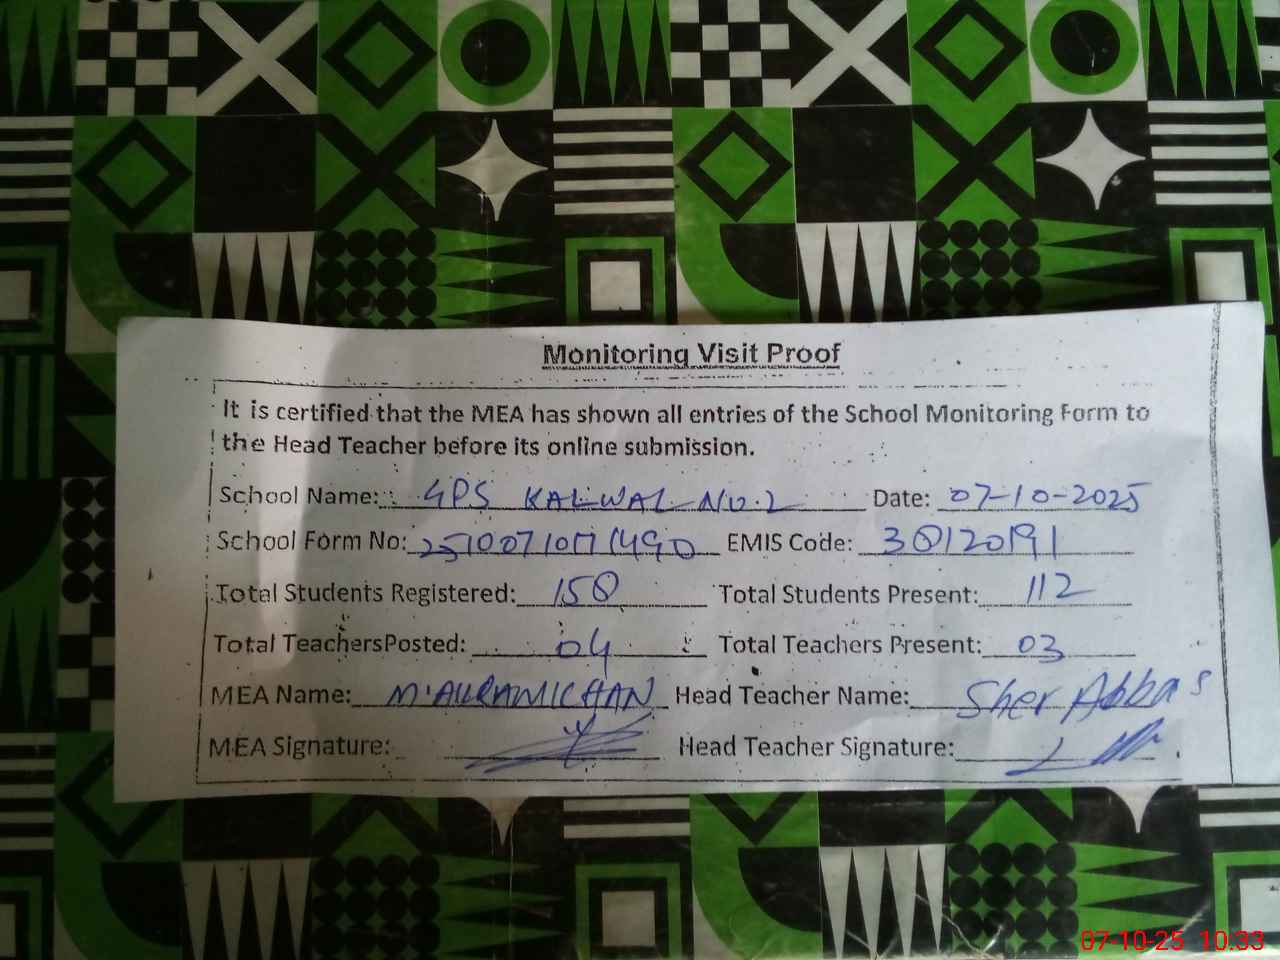 Monitoring Visit Proof
It is certified that the MEA has shown all entries of the School Monitoring Form to
the Head Teacher before its online submission.
School Name: GPS KALWAL NO.2 Date: 07-10-2025
School Form No: EMIS Code:
Total Students Registered: 158 Total Students Present: 112
Total TeachersPosted: 04 Total Teachers Present: 03
MEA Name: M.AKRAM KHAN Head Teacher Name: Sher Abbas
MEA Signature: Head Teacher Signature:
07-10-25 10:33